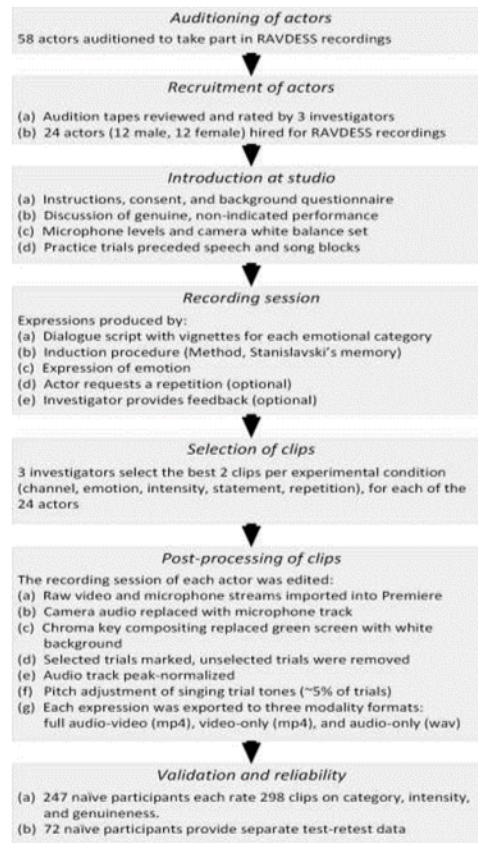 Auditioning of actors
58 actors auditioned to take part in RAVDESS recordings
Recruitment of actors
(a) Audition tapes reviewed and rated by 3 investigators
(b) 24 actors (12 male, 12 female) hired for RAVDESS recordings
Introduction at studio
(a) Instructions, consent, and background questionnaire
(b) Discussion of genuine, non-indicated performance
(c) Microphone levels and camera white balance set
(d) Practice trials preceded speech and song blocks
Recording session
Expressions produced by:
(a) Dialogue script with vignettes for each emotional category
(b) Induction procedure (Method, Stanislavski's memory)
(c) Expression of emotion
(d) Actor requests a repetition (optional)
(e) Investigator provides feedback (optional)
Selection of clips
3 investigators select the best 2 clips per experimental condition
(channel, emotion, intensity, statement, repetition), for each of the
24 actors
Post-processing of clips
The recording session of each actor was edited:
(a) Raw video and microphone streams imported into Premiere
(b) Camera audio replaced with microphone track
(c) Chroma key compositing replaced green screen with white
background
(d) Selected trials marked, unselected trials were removed
(e) Audio track peak-normalized
(f) Pitch adjustment of singing trial tones (~5% of trials)
(g) Each expression was exported to three modality formats:
full audio-video (mp4), video-only (mp4), and audio-only (wav)
Validation and reliability
(a) 247 naïve participants each rate 298 clips on category, intensity,
and genuineness.
(b) 72 naïve participants provide separate test-retest data